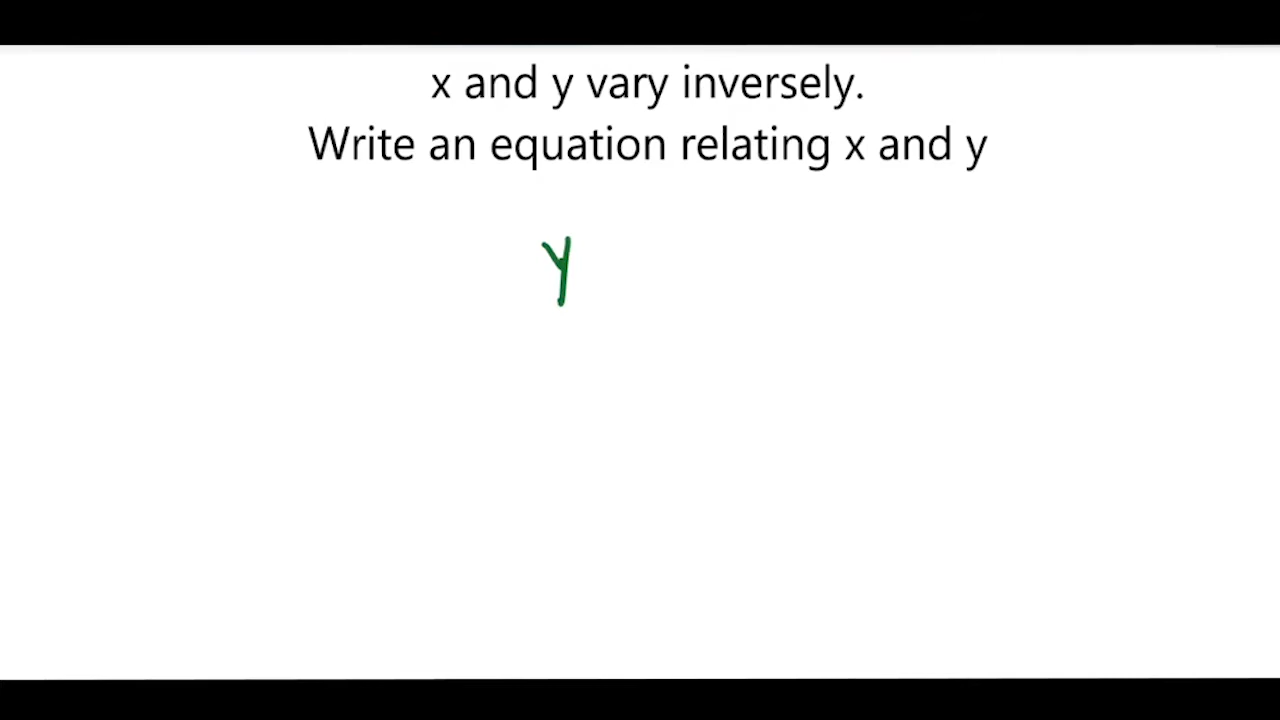 x and y vary inversely.
Write an equation relating x and y
y